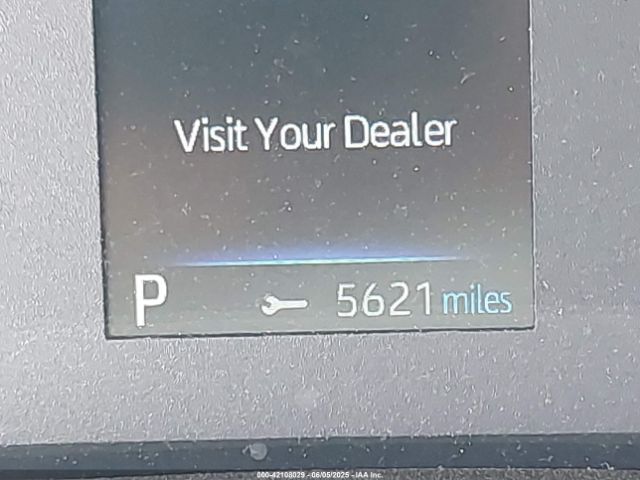 Visit Your Dealer
P 5621 miles
000-42108029 - 06/05/2025 - IAA Inc.